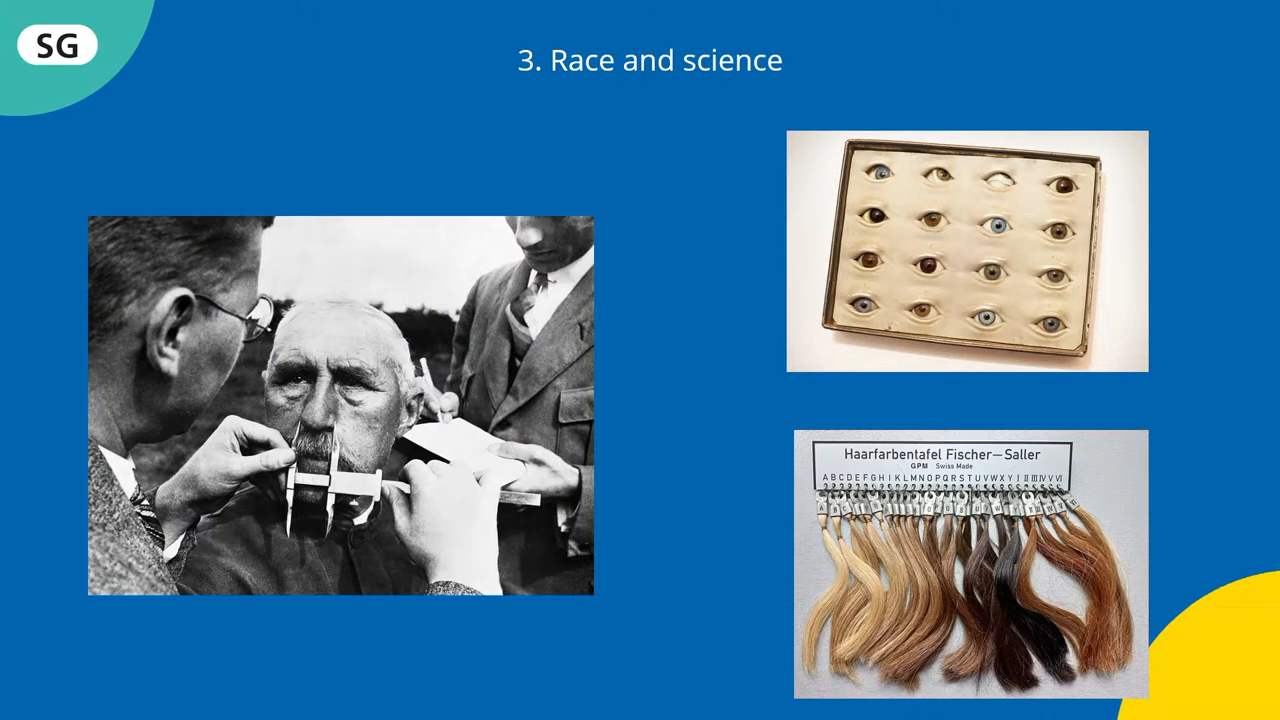 SG
3. Race and science
Haarfarbentafel Fischer—Saller
GPM Swiss Made
A B C D E F G H I K L M N O P Q R S T U V W X Y I II III IV V VI